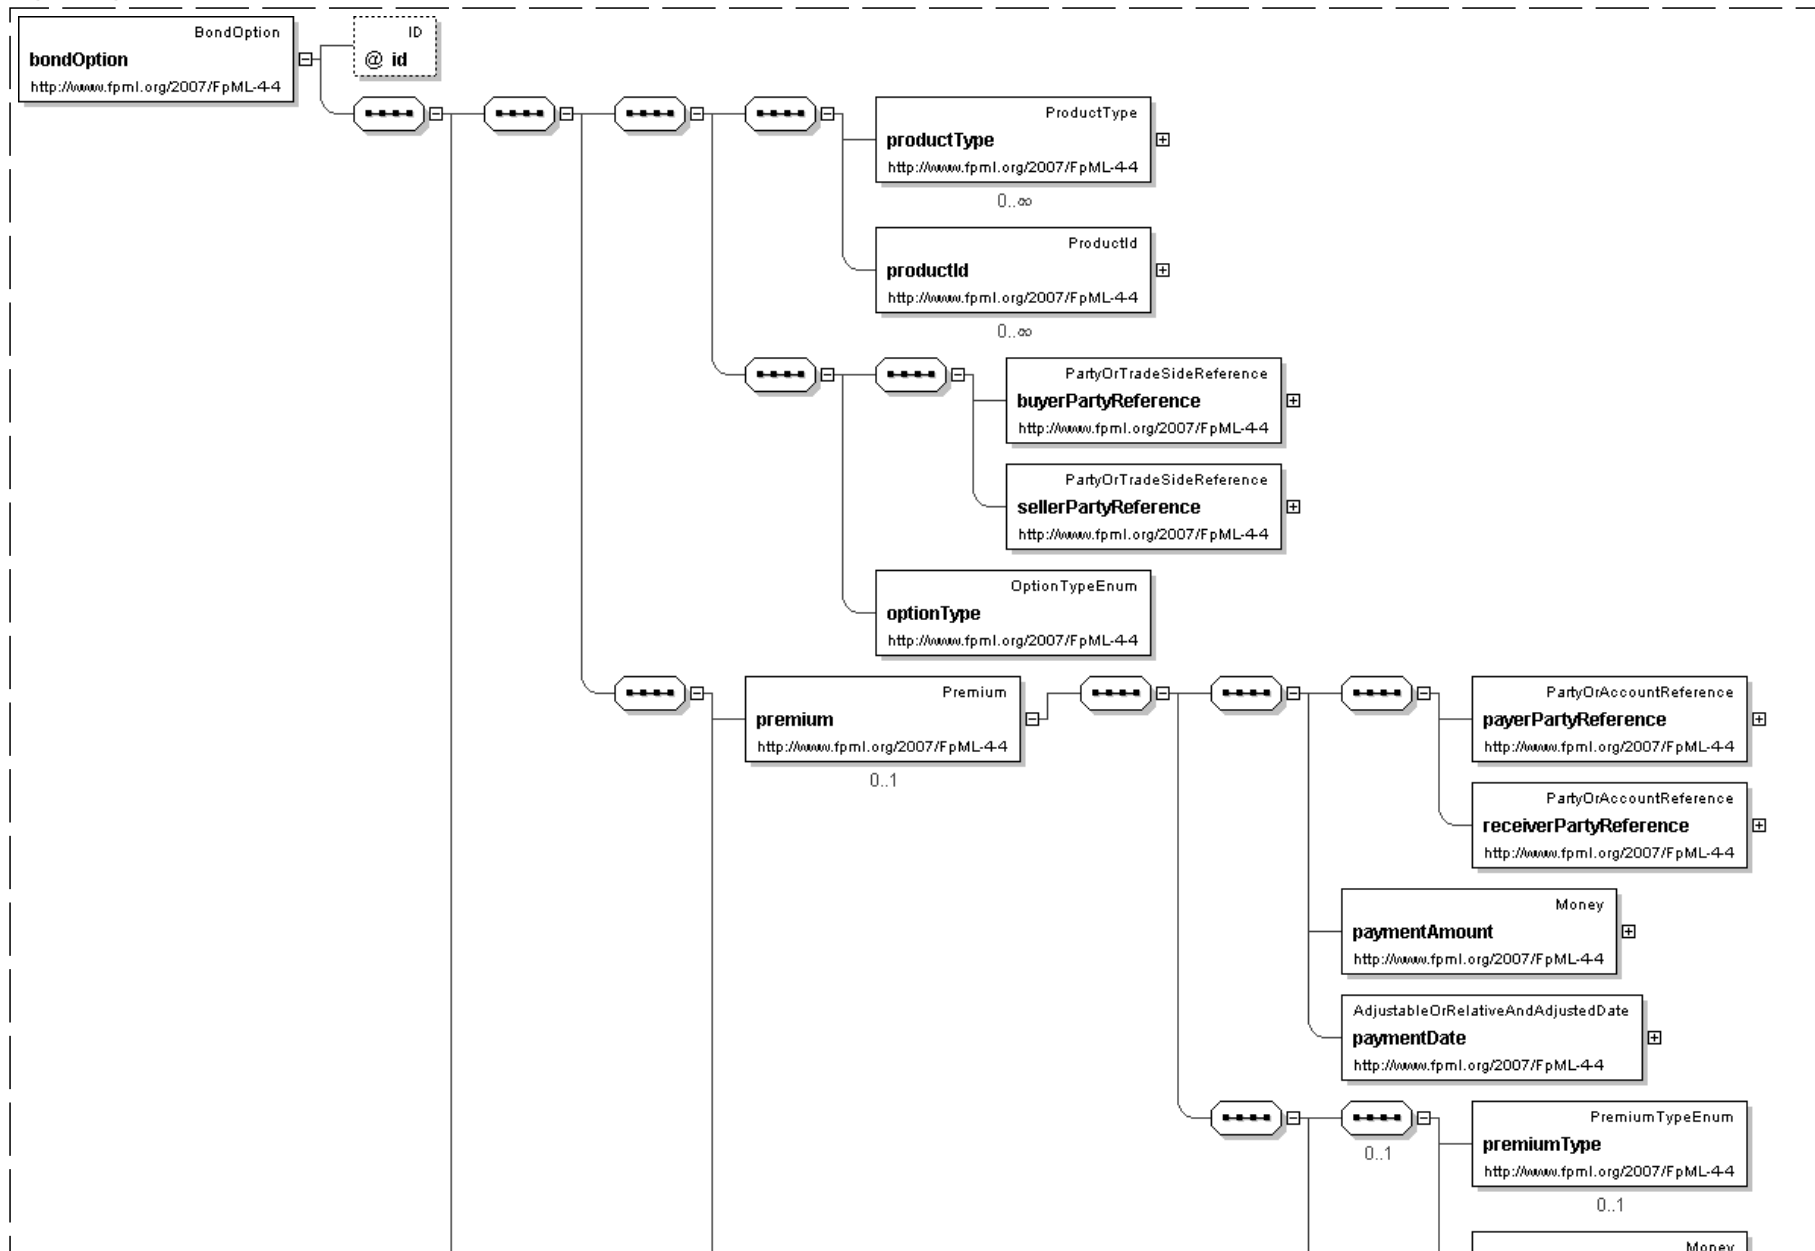 BondOption
bondOption
http://www.fpml.org/2007/FpML-4-4
ID
@ id
ProductType
productType
http://www.fpml.org/2007/FpML-4-4
0..∞
ProductId
productId
http://www.fpml.org/2007/FpML-4-4
0..∞
PartyOrTradeSideReference
buyerPartyReference
http://www.fpml.org/2007/FpML-4-4
PartyOrTradeSideReference
sellerPartyReference
http://www.fpml.org/2007/FpML-4-4
OptionTypeEnum
optionType
http://www.fpml.org/2007/FpML-4-4
Premium
premium
http://www.fpml.org/2007/FpML-4-4
0..1
PartyOrAccountReference
payerPartyReference
http://www.fpml.org/2007/FpML-4-4
PartyOrAccountReference
receiverPartyReference
http://www.fpml.org/2007/FpML-4-4
Money
paymentAmount
http://www.fpml.org/2007/FpML-4-4
AdjustableOrRelativeAndAdjustedDate
paymentDate
http://www.fpml.org/2007/FpML-4-4
0..1
PremiumTypeEnum
premiumType
http://www.fpml.org/2007/FpML-4-4
0..1
Money